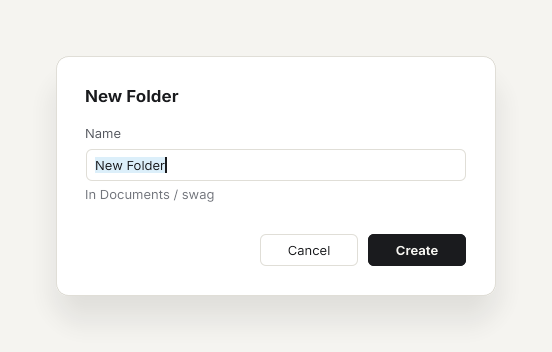 New Folder
Name
New Folder
In Documents / swag
Cancel
Create